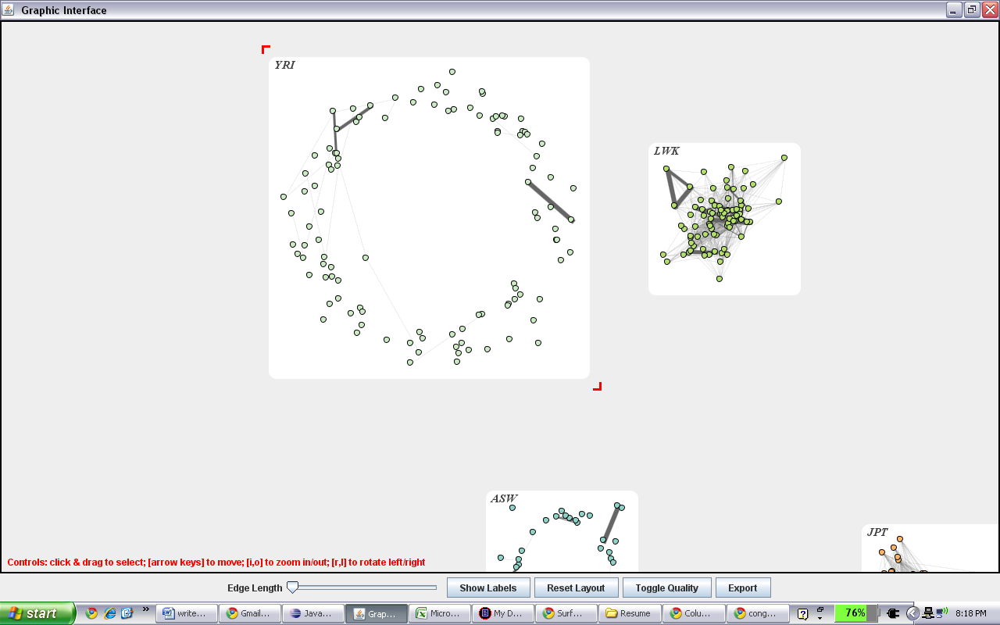 Graphic Interface
YRI
LWK
ASW
JPT
Controls: click & drag to select; [arrow keys] to move; [i,o] to zoom in/out; [r,l] to rotate left/right
Edge Length
Show Labels
Reset Layout
Toggle Quality
Export
start
»
write...
Gmail...
Java...
Grap...
Micro...
My D...
Surf...
Resume
Colu...
cong...
76%
8:18 PM